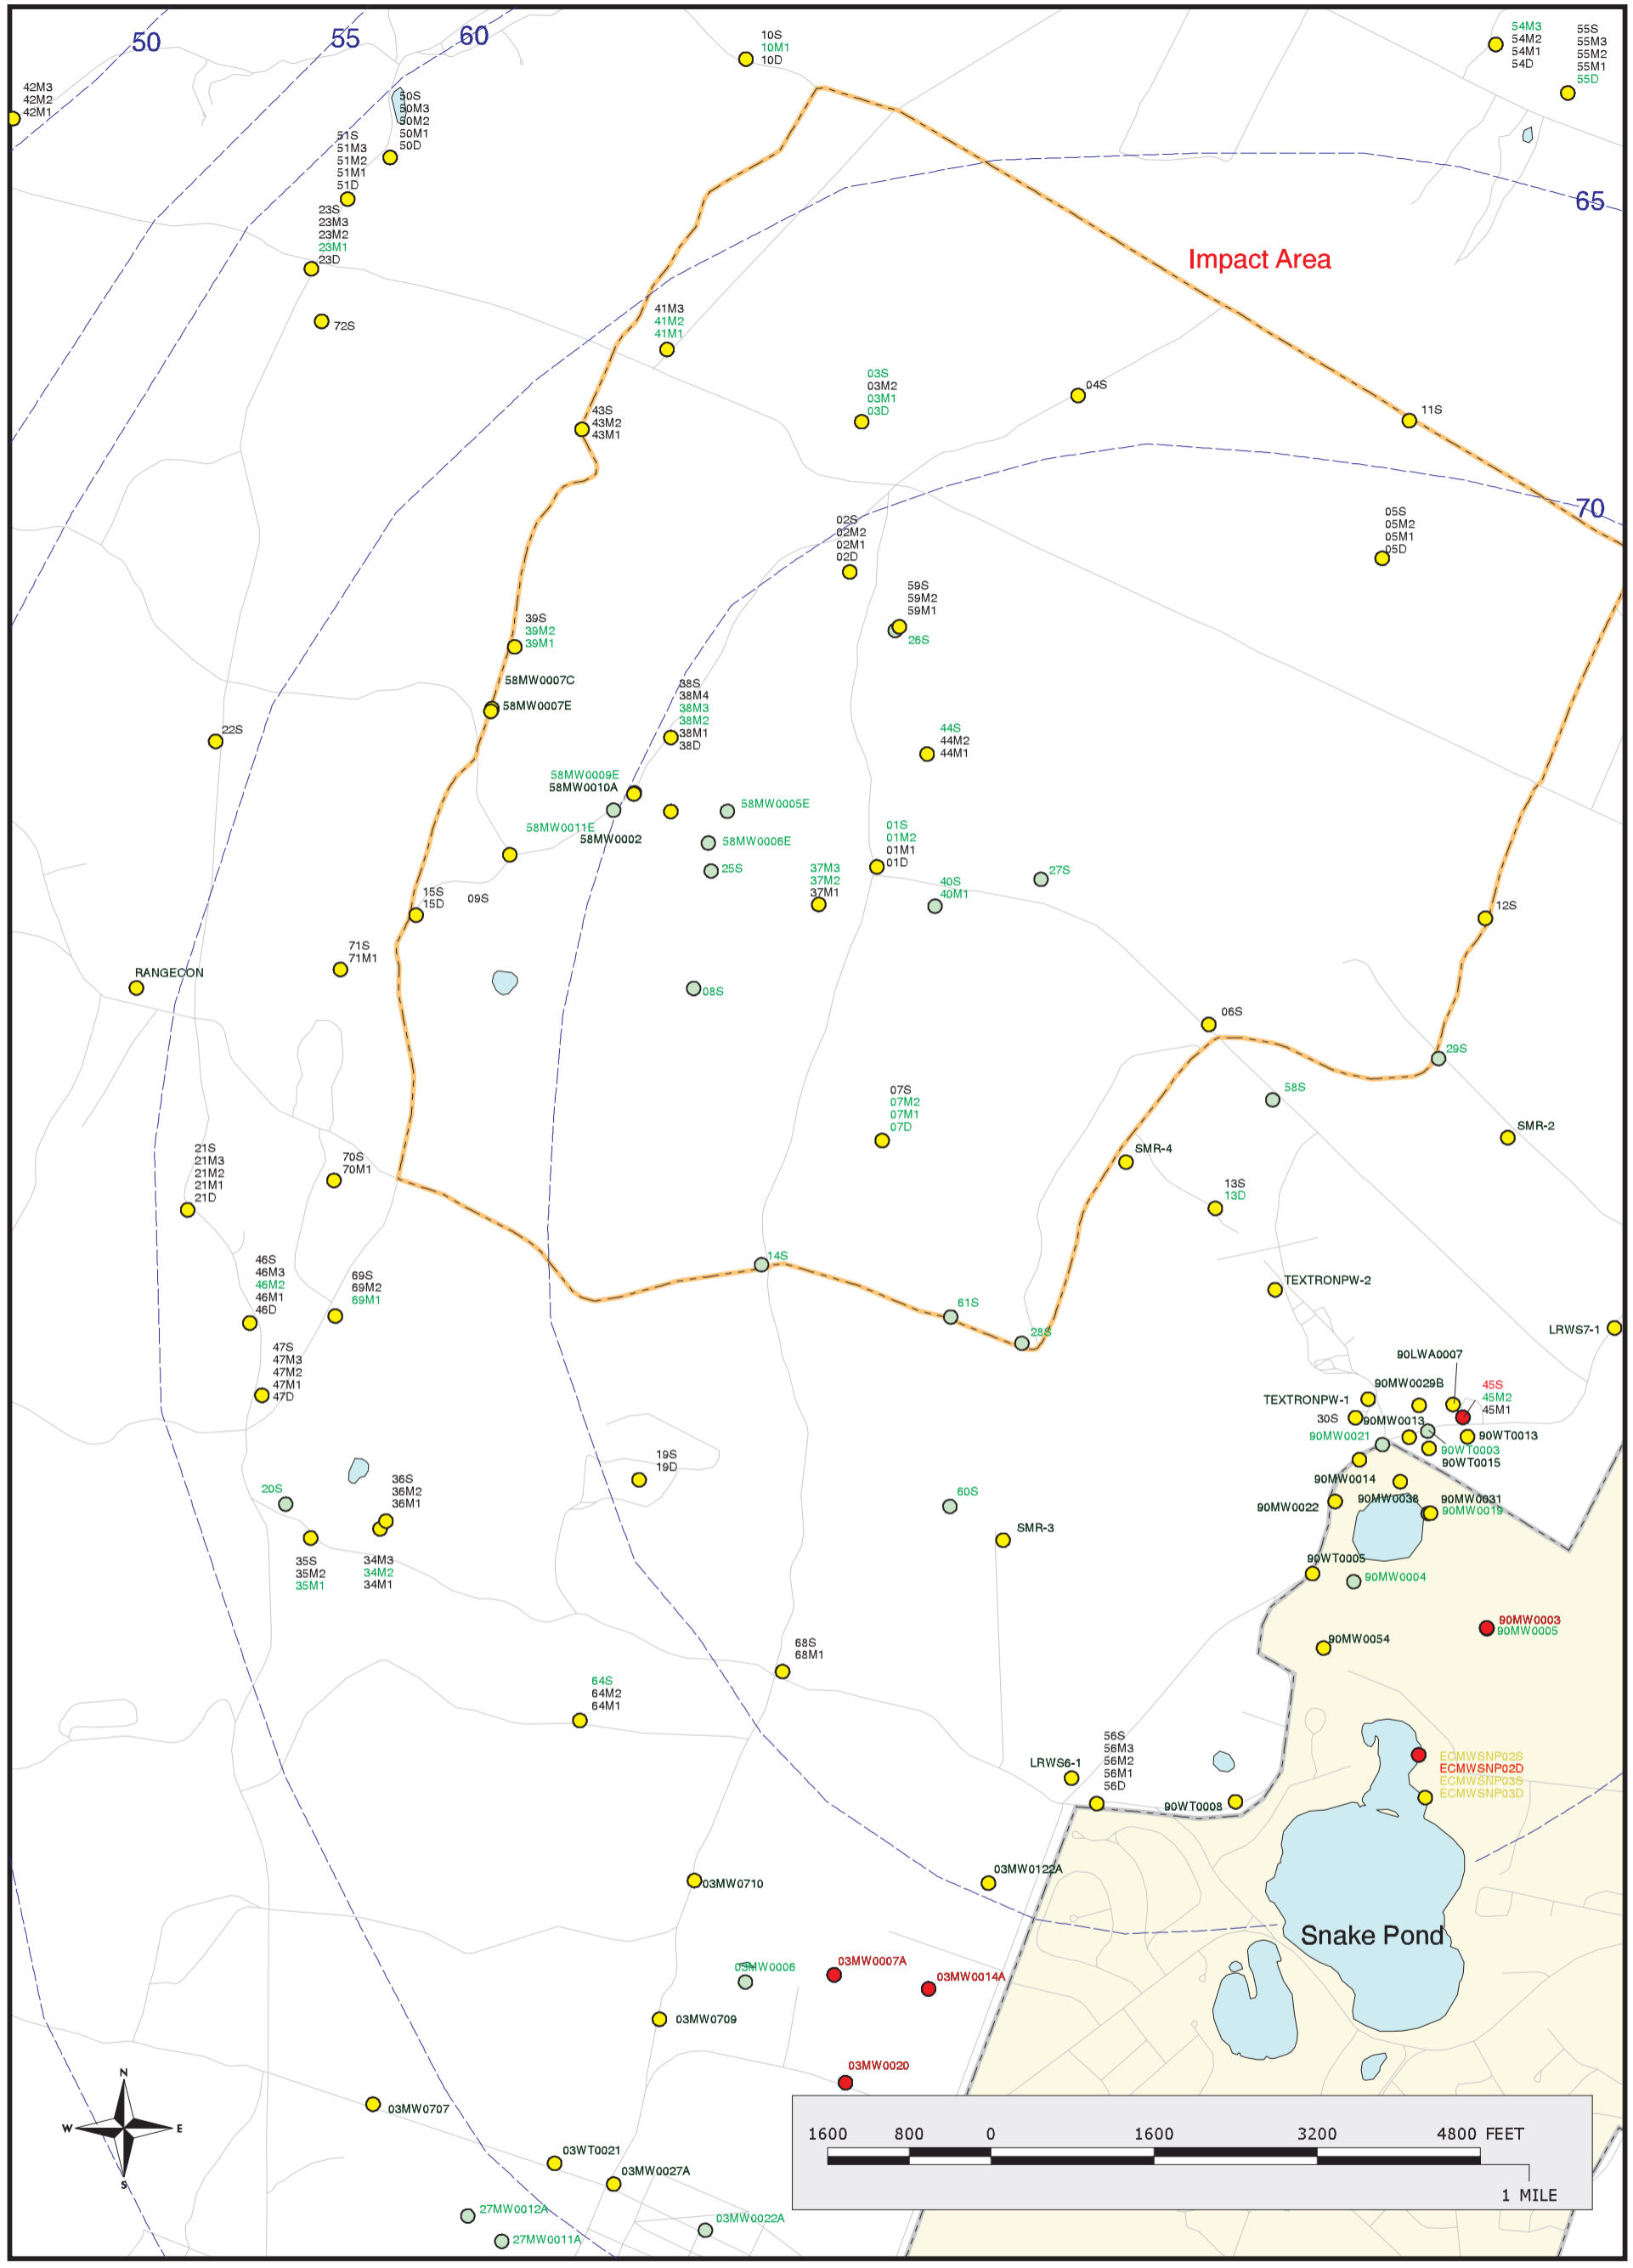 50
55
60
10S
10M1
10D
54M3
54M2
54M1
54D
55S
55M3
55M2
55M1
55D
42M3
42M2
42M1
50S
50M3
50M2
50M1
50D
51S
51M3
51M2
51M1
51D
65
23S
23M3
23M2
23M1
23D
Impact Area
72S
41M3
41M2
41M1
03S
03M2
03M1
03D
04S
43S
43M2
43M1
11S
70
02S
02M2
02M1
02D
05S
05M2
05M1
05D
59S
59M2
59M1
26S
39S
39M2
39M1
58MW0007C
58MW0007E
38S
38M4
38M3
38M2
38M1
38D
22S
44S
44M2
44M1
58MW0009E
58MW0010A
58MW0005E
58MW0011E
58MW0002
58MW0006E
01S
01M2
01M1
01D
25S
37M3
37M2
37M1
40S
40M1
27S
15S
15D
09S
12S
71S
71M1
RANGECON
08S
06S
29S
58S
07S
07M2
07M1
07D
SMR-2
SMR-4
21S
21M3
21M2
21M1
21D
70S
70M1
13S
13D
14S
46S
46M3
46M2
46M1
46D
69S
69M2
69M1
TEXTRONPW-2
61S
28S
LRWS7-1
47S
47M3
47M2
47M1
47D
90LWA0007
90MW0029B
45S
45M2
45M1
TEXTRONPW-1
30S
90MW0013
90MW0021
90WT0013
90WT0003
90WT0015
19S
19D
90MW0014
20S
36S
36M2
36M1
60S
90MW0022
90MW0038
90MW0031
90MW0019
SMR-3
35S
35M2
35M1
34M3
34M2
34M1
90WT0005
90MW0004
90MW0003
90MW0005
90MW0054
68S
68M1
64S
64M2
64M1
LRWS6-1
56S
56M3
56M2
56M1
56D
90WT0008
ECMWSNP02S
ECMWSNP02D
ECMWSNP03S
ECMWSNP03D
03MW0710
03MW0122A
Snake Pond
03MW0006
03MW0007A
03MW0014A
03MW0709
03MW0020
N
W
E
S
03MW0707
1600 800 0 1600 3200 4800 FEET
1 MILE
03WT0021
03MW0027A
27MW0012A
03MW0022A
27MW0011A